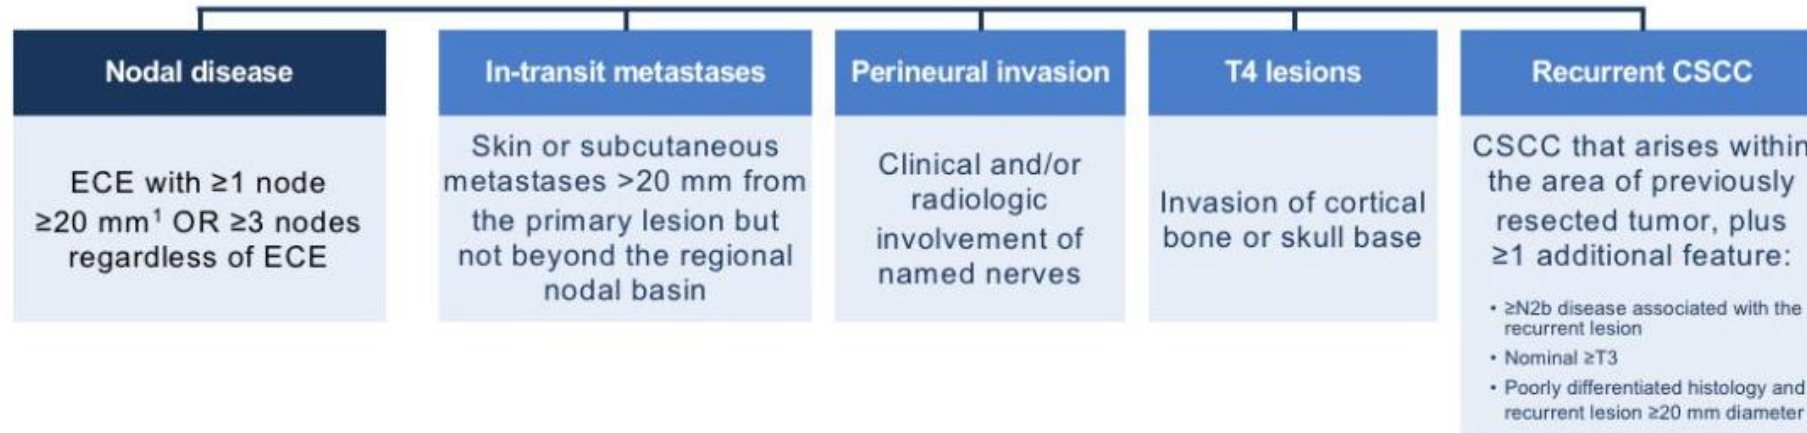 Nodal disease
ECE with ≥1 node
≥20 mm¹ OR ≥3 nodes
regardless of ECE
In-transit metastases
Skin or subcutaneous
metastases >20 mm from
the primary lesion but
not beyond the regional
nodal basin
Perineural invasion
Clinical and/or
radiologic
involvement of
named nerves
T4 lesions
Invasion of cortical
bone or skull base
Recurrent CSCC
CSCC that arises within
the area of previously
resected tumor, plus
≥1 additional feature:
• ≥N2b disease associated with the
recurrent lesion
• Nominal ≥T3
• Poorly differentiated histology and
recurrent lesion ≥20 mm diameter